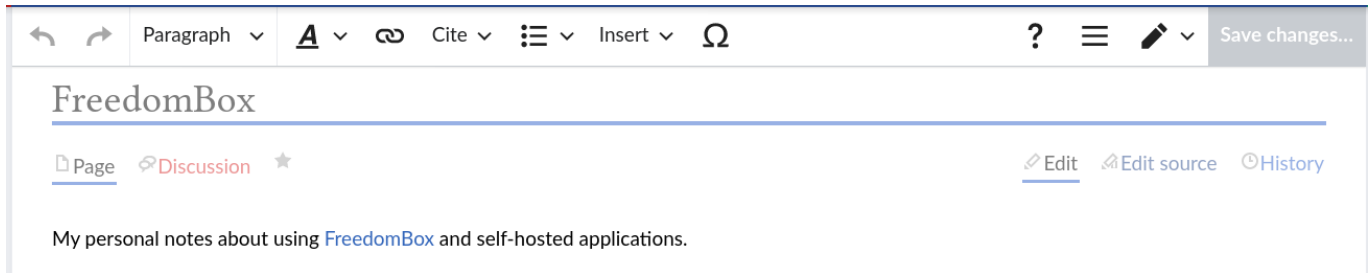 Paragraph A Cite Insert Ω ? Save changes...
FreedomBox
Page Discussion Edit Edit source History
My personal notes about using FreedomBox and self-hosted applications.